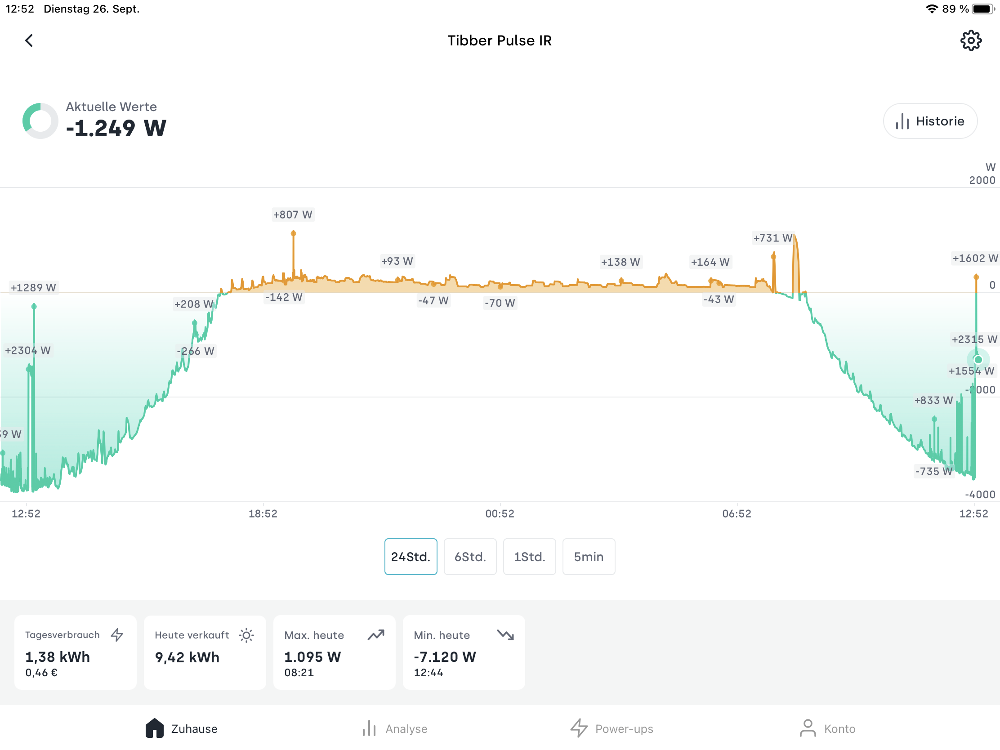 12:52 Dienstag 26. Sept.
89 %
Tibber Pulse IR
Aktuelle Werte
-1.249 W
Historie
W
2000
+807 W
+731 W
+1602 W
+93 W
+138 W
+164 W
0
+1289 W
-142 W
-47 W
-70 W
-43 W
+208 W
+2315 W
+2304 W
-266 W
+1554 W
-2000
+833 W
9 W
-735 W
-4000
12:52
18:52
00:52
06:52
12:52
24Std.
6Std.
1Std.
5min
Tagesverbrauch
1,38 kWh
0,46 €
Heute verkauft
9,42 kWh
Max. heute
1.095 W
08:21
Min. heute
-7.120 W
12:44
Zuhause
Analyse
Power-ups
Konto